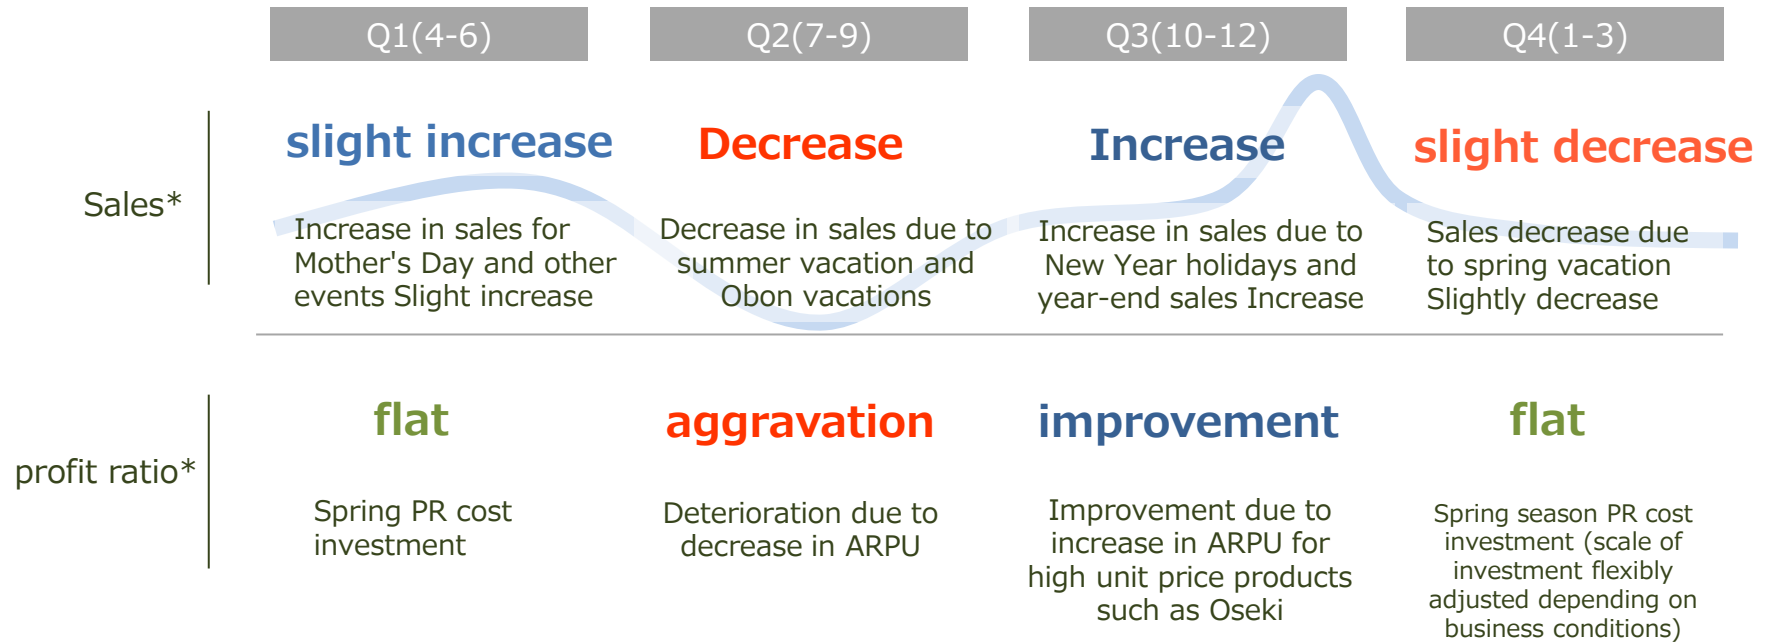 Q1(4-6)
Q2(7-9)
Q3(10-12)
Q4(1-3)
Sales*
slight increase
Increase in sales for
Mother's Day and other
events Slight increase
Decrease
Decrease in sales due to
summer vacation and
Obon vacations
Increase
Increase in sales due to
New Year holidays and
year-end sales Increase
slight decrease
Sales decrease due
to spring vacation
Slightly decrease
profit ratio*
flat
Spring PR cost
investment
aggravation
Deterioration due to
decrease in ARPU
improvement
Improvement due to
increase in ARPU for
high unit price products
such as Oseki
flat
Spring season PR cost
investment (scale of
investment flexibly
adjusted depending on
business conditions)